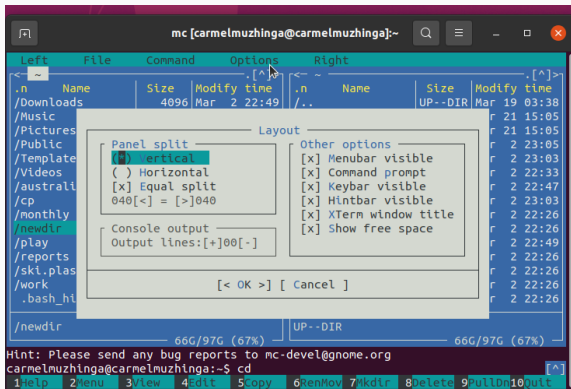 mc [carmelmuzhinga@carmelmuzhinga]:~
Left File Command Options Right
<- ~ .[^]> <- ~ .[^]>
.n Name Size Modify time .n Name Size Modify time
/Downloads 4096 Mar 2 22:49 /.. UP--DIR Mar 19 03:38
/Music r 21 15:05
/Pictures r 21 15:05
/Public r 2 23:05
/Template r 2 23:03
/Videos r 2 22:33
/australi r 2 22:47
/cp r 2 23:03
/monthly r 2 22:26
/newdir r 2 22:26
/play r 2 22:49
/reports r 2 22:26
/ski.plas r 2 22:26
/work r 2 22:26
.bash_hi r 2 22:26
Layout
Panel split
(*) Vertical
( ) Horizontal
[x] Equal split
040[<] = [>]040
Console output
Output lines:[+]00[-]
Other options
[x] Menubar visible
[x] Command prompt
[x] Keybar visible
[x] Hintbar visible
[x] XTerm window title
[x] Show free space
[< OK >] [ Cancel ]
/newdir UP--DIR
66G/97G (67%) 66G/97G (67%)
Hint: Please send any bug reports to mc-devel@gnome.org
carmelmuzhinga@carmelmuzhinga:~$ cd [^]
1Help 2Menu 3View 4Edit 5Copy 6RenMov 7Mkdir 8Delete 9PullDn 10Quit